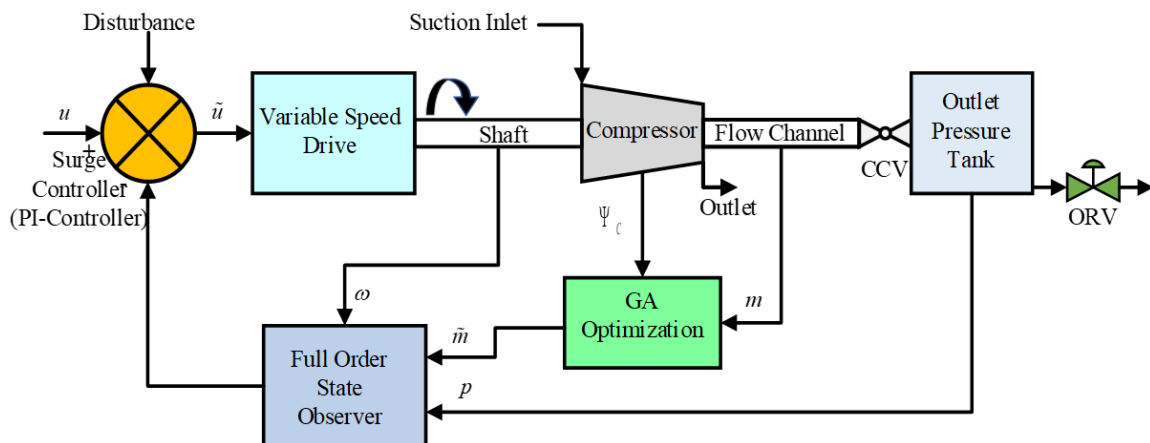 Disturbance
Suction Inlet
u
+
ũ
Surge
Controller
-
(PI-Controller)
Variable Speed
Drive
Shaft
Compressor
Flow Channel
CCV
Outlet
Pressure
Tank
ORV
Outlet
Ψ_c
ω
GA
Optimization
m
m̃
Full Order
State
Observer
p